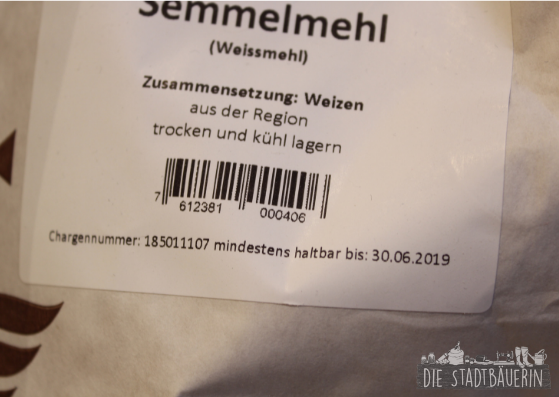 Semmelmehl
(Weissmehl)
Zusammensetzung: Weizen
aus der Region
trocken und kühl lagern
7 612381 000406
Chargennummer: 185011107 mindestens haltbar bis: 30.06.2019
DIE STADTBÄUERIN